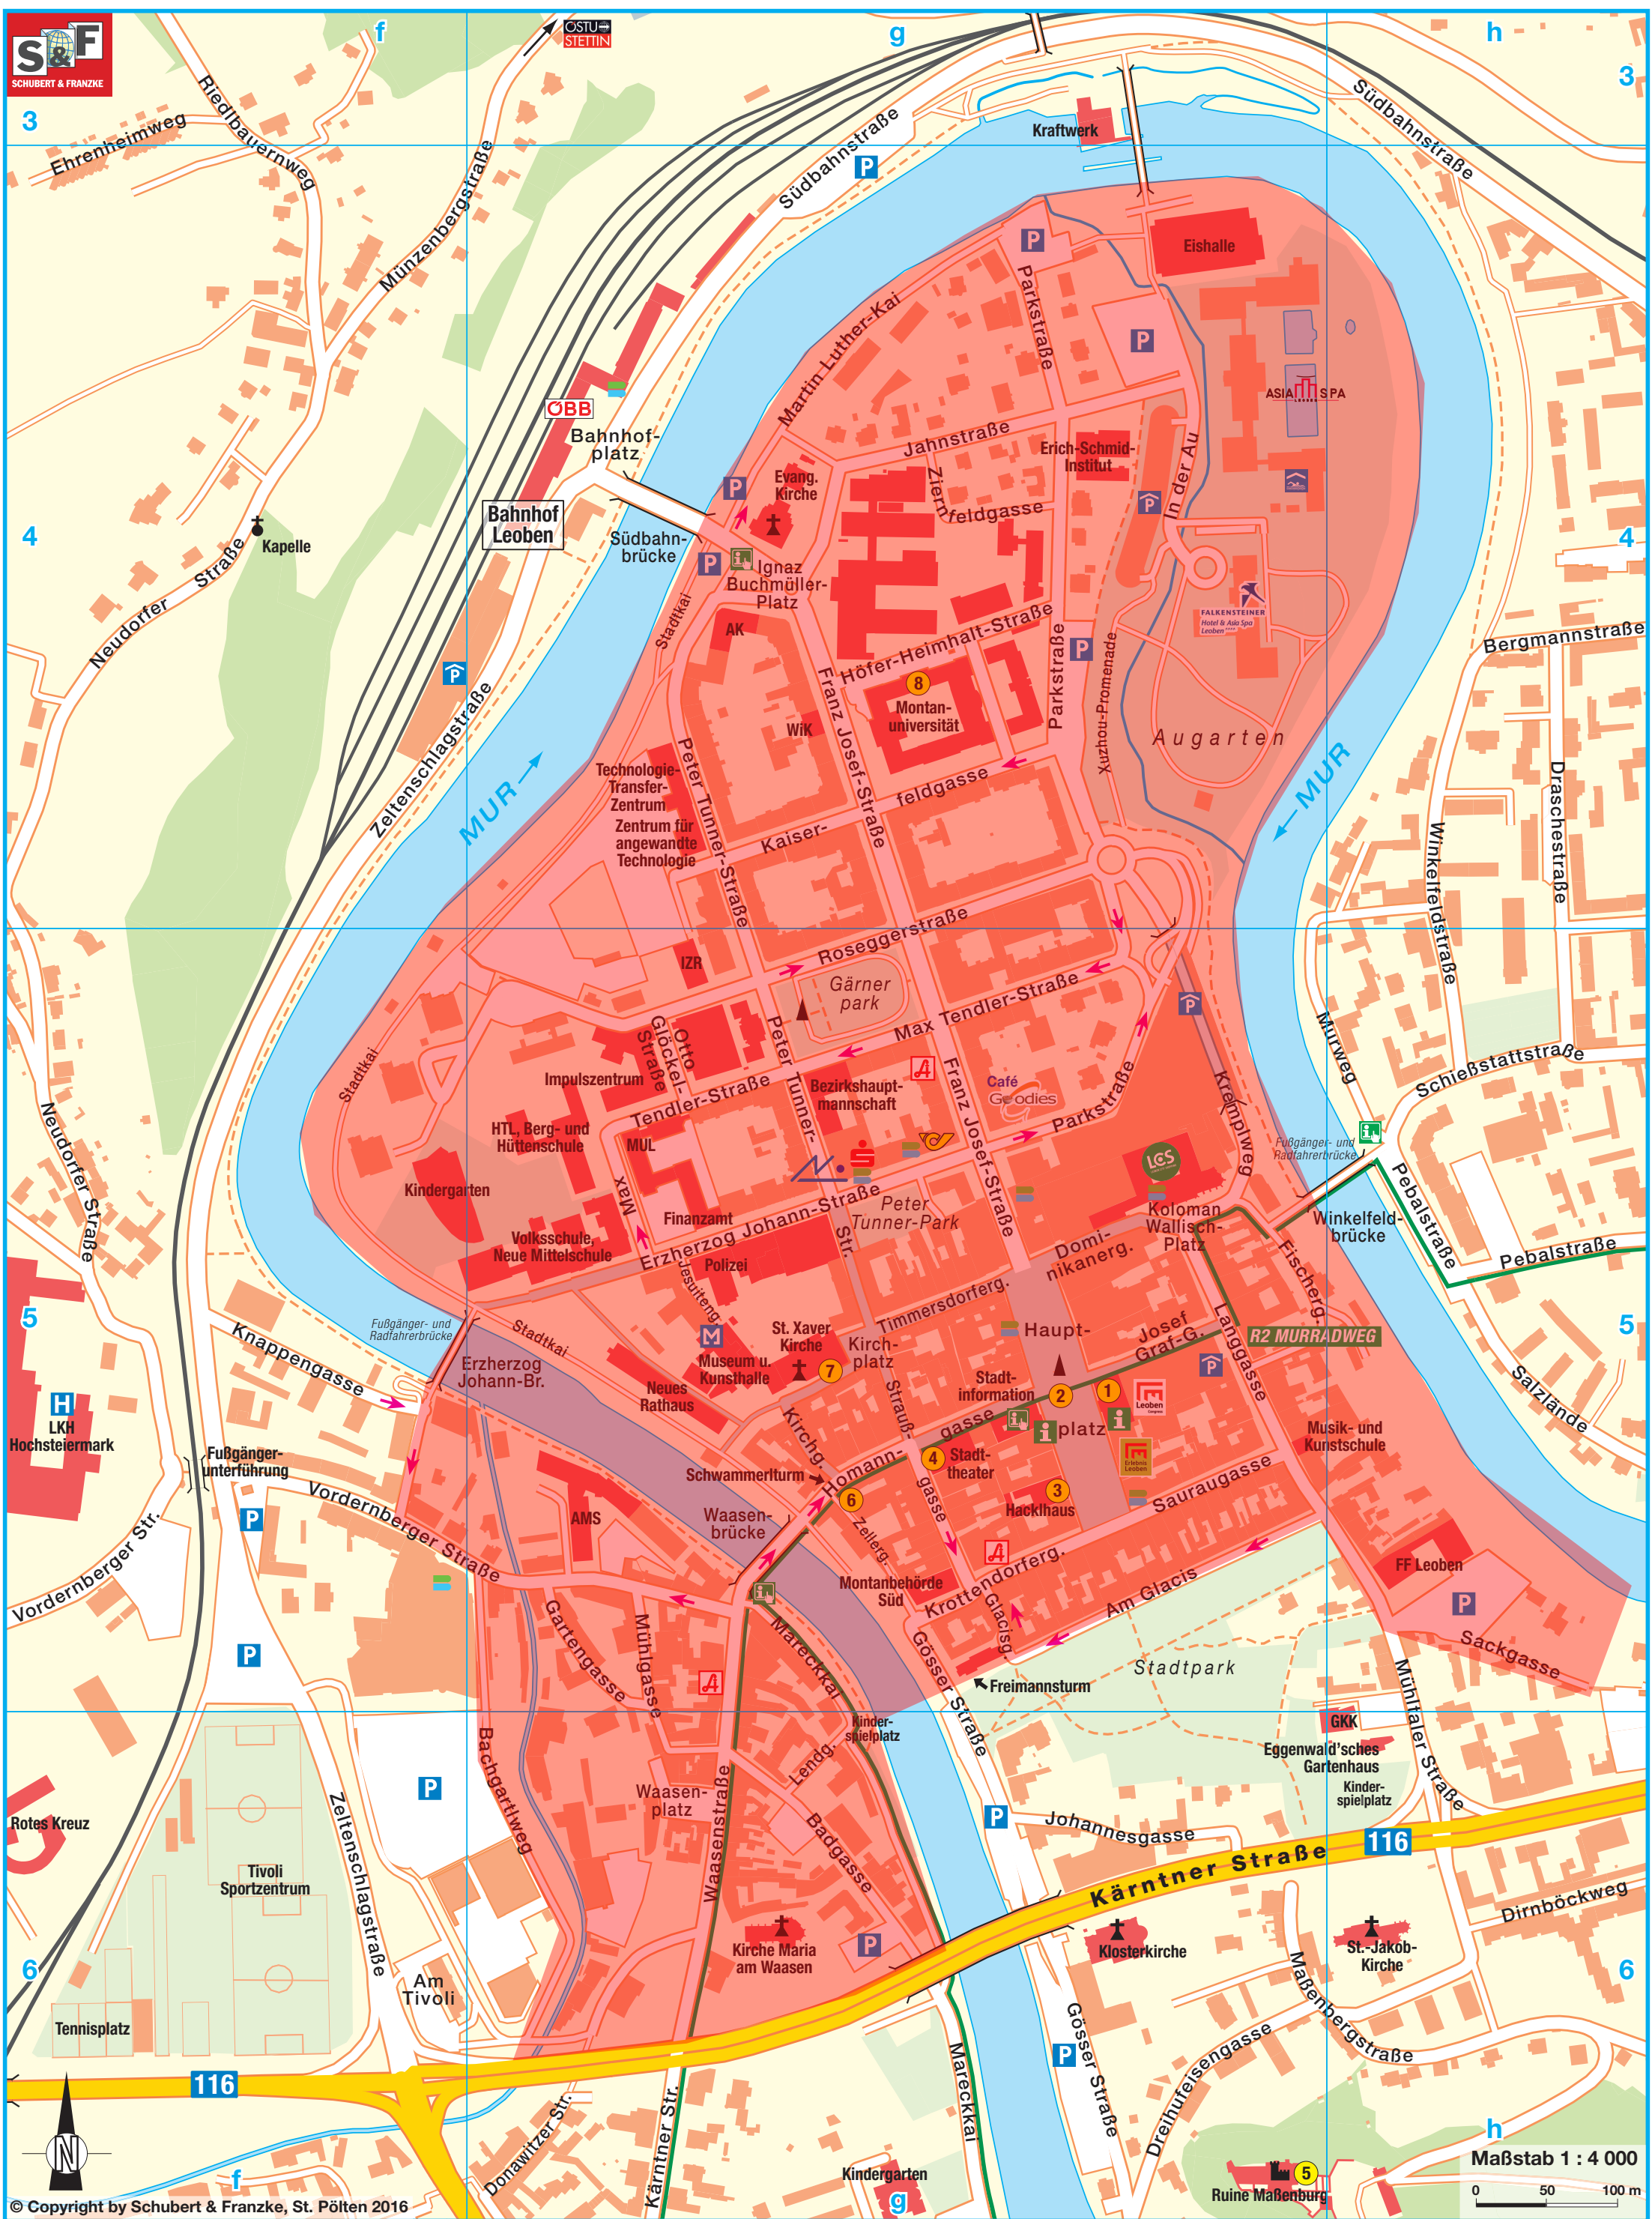 S&F
SCHUBERT & FRANZKE
f
ÖSTU
STETTIN
g
h
3
3
Riedlbauernweg
Ehrenheimweg
Münzenbergstraße
Südbahnstraße
P
Kraftwerk
Südbahnstraße
P
Eishalle
Parkstraße
P
Martin Luther-Kai
ASIA SPA
LEOBEN
ÖBB
Bahnhof-
platz
Jahnstraße
Erich-Schmid-
Institut
Ziernfeldgasse
In der Au
P
P
Evang.
Kirche
Bahnhof
Leoben
4
4
Kapelle
Südbahn-
brücke
P
Ignaz
Buchmüller-
Platz
Neudorfer Straße
Stadtkai
AK
FALKENSTEINER
Hotel & Asia Spa
Leoben
Höfer-Heimhalt-Straße
Parkstraße
P
Xuzhou-Promenade
Bergmannstraße
P
Zeltenschlagstraße
8
Montan-
universität
Franz Josef-Straße
WiK
Augarten
MUR
MUR
Technologie-
Transfer-
Zentrum
Zentrum für
angewandte
Technologie
Peter Tunner-Straße
Kaiser-
feldgasse
Winkelfeldstraße
Draschestraße
Roseggerstraße
IZR
Gärner
park
Max Tendler-Straße
P
Murweg
Schießstattstraße
Stadtkai
Otto
Glöckel-
Straße
Impulszentrum
Tendler-Straße
Max
Peter Tunner-
Str.
Bezirkshaupt-
mannschaft
A
Franz Josef-Straße
Café
Goodies
Parkstraße
Kremplweg
HTL, Berg- und
Hüttenschule
MUL
LCS
Fußgänger- und
Radfahrerbrücke
Neudorfer Straße
Kindergarten
Finanzamt
Erzherzog Johann-Straße
Peter
Tunner-Park
Koloman
Wallisch-
Platz
Winkelfeld-
brücke
Pebalstraße
Pebalstraße
Volksschule,
Neue Mittelschule
Polizei
Jesuiteng.
Domi-
nikanerg.
Fischerg.
Timmersdorferg.
5
5
Knappengasse
Fußgänger- und
Radfahrerbrücke
Stadtkai
Erzherzog
Johann-Br.
M
Museum u.
Kunsthalle
St. Xaver
Kirche
7
Kirch-
platz
Haupt-
platz
Josef
Graf-G.
Langgasse
R2 MURRADWEG
P
Neues
Rathaus
Stadt-
information
2
1
Leoben
Congress
i
i
Erlebnis
Leoben
Salzlände
H
LKH
Hochsteiermark
Strauß-
gasse
Kirchg.
Homann-
gasse
Schwammerlturm
4
Stadt-
theater
3
Hacklhaus
6
Musik- und
Kunstschule
Sauraugasse
Fußgänger-
unterführung
Vordernberger Straße
P
Vordernberger Str.
AMS
Waasen-
brücke
Zellerg.
A
Krottendorferg.
Montanbehörde
Süd
Glacisg.
Am Glacis
FF Leoben
P
Sackgasse
Gartengasse
Mühlgasse
Mareckkai
Gösser Straße
Freimannsturm
Stadtpark
P
A
Kinder-
spielplatz
Mühltaler Straße
GKK
Eggenwald'sches
Gartenhaus
Kinder-
spielplatz
Bachgartlweg
Lendg.
Waasen-
platz
Waasenstraße
Badgasse
P
P
Johannesgasse
Rotes Kreuz
Tivoli
Sportzentrum
Zeltenschlagstraße
Kärntner Straße
116
Dirnböckweg
Kirche Maria
am Waasen
P
Klosterkirche
St.-Jakob-
Kirche
6
6
Am
Tivoli
Tennisplatz
Maßenbergstraße
Dreihufeisengasse
Gösser Straße
P
Mareckkai
116
N
Donawitzer Str.
Kärntner Str.
Kindergarten
f
g
h
5
Ruine Maßenburg
Maßstab 1 : 4 000
0 50 100 m
© Copyright by Schubert & Franzke, St. Pölten 2016